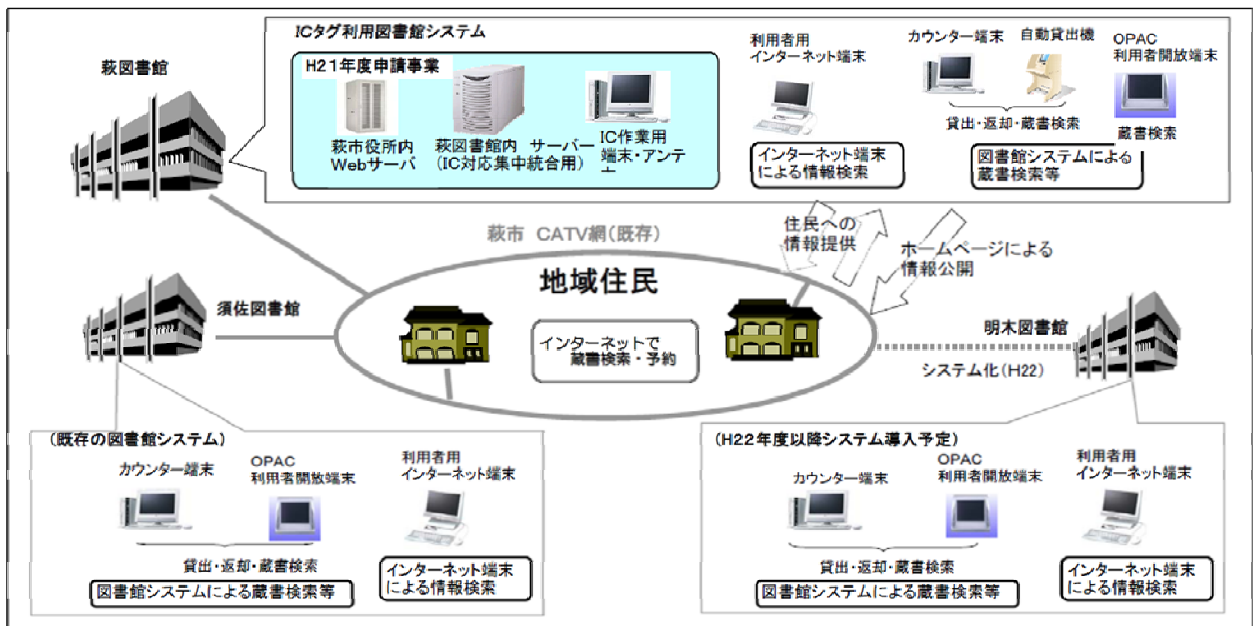 ICタグ利用図書館システム
萩図書館
H21年度申請事業
萩市役所内
Webサーバ
萩図書館内 サーバー
(IC対応集中統合用)
IC作業用
端末・アンテ
利用者用
インターネット端末
インターネット端末
による情報検索
カウンター端末
自動貸出機
OPAC
利用者開放端末
貸出・返却・蔵書検索
蔵書検索
図書館システムによる
蔵書検索等
萩市 CATV網(既存)
住民への
情報提供
ホームページによる
情報公開
地域住民
須佐図書館
インターネットで
蔵書検索・予約
明木図書館
システム化(H22)
(既存の図書館システム)
カウンター端末
OPAC
利用者開放端末
利用者用
インターネット端末
貸出・返却・蔵書検索
図書館システムによる蔵書検索等
インターネット端末
による情報検索
(H22年度以降システム導入予定)
カウンター端末
OPAC
利用者開放端末
利用者用
インターネット端末
貸出・返却・蔵書検索
図書館システムによる蔵書検索等
インターネット端末
による情報検索